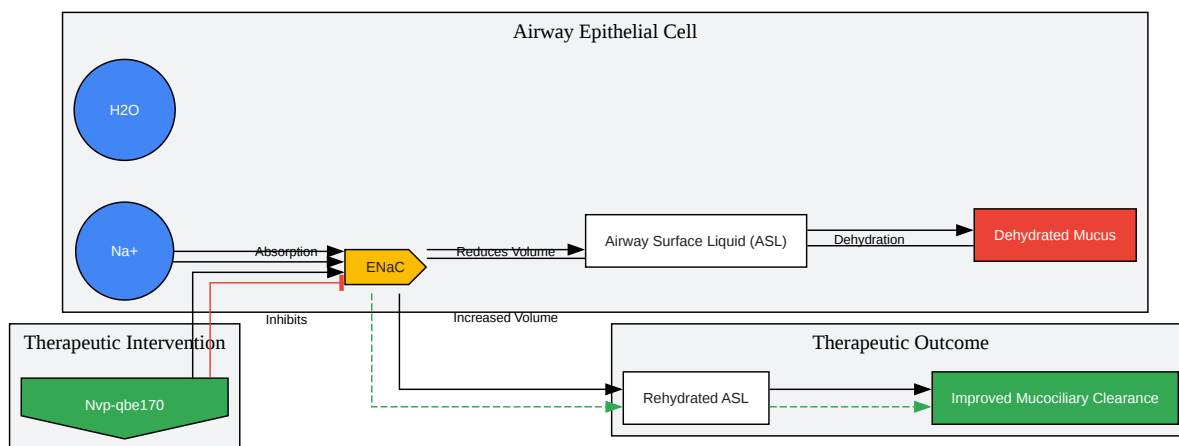 Airway Epithelial Cell
H2O
Na+
Absorption
ENaC
Reduces Volume
Airway Surface Liquid (ASL)
Dehydration
Dehydrated Mucus
Inhibits
Increased Volume
Therapeutic Intervention
Nvp-qbe170
Therapeutic Outcome
Rehydrated ASL
Improved Mucociliary Clearance